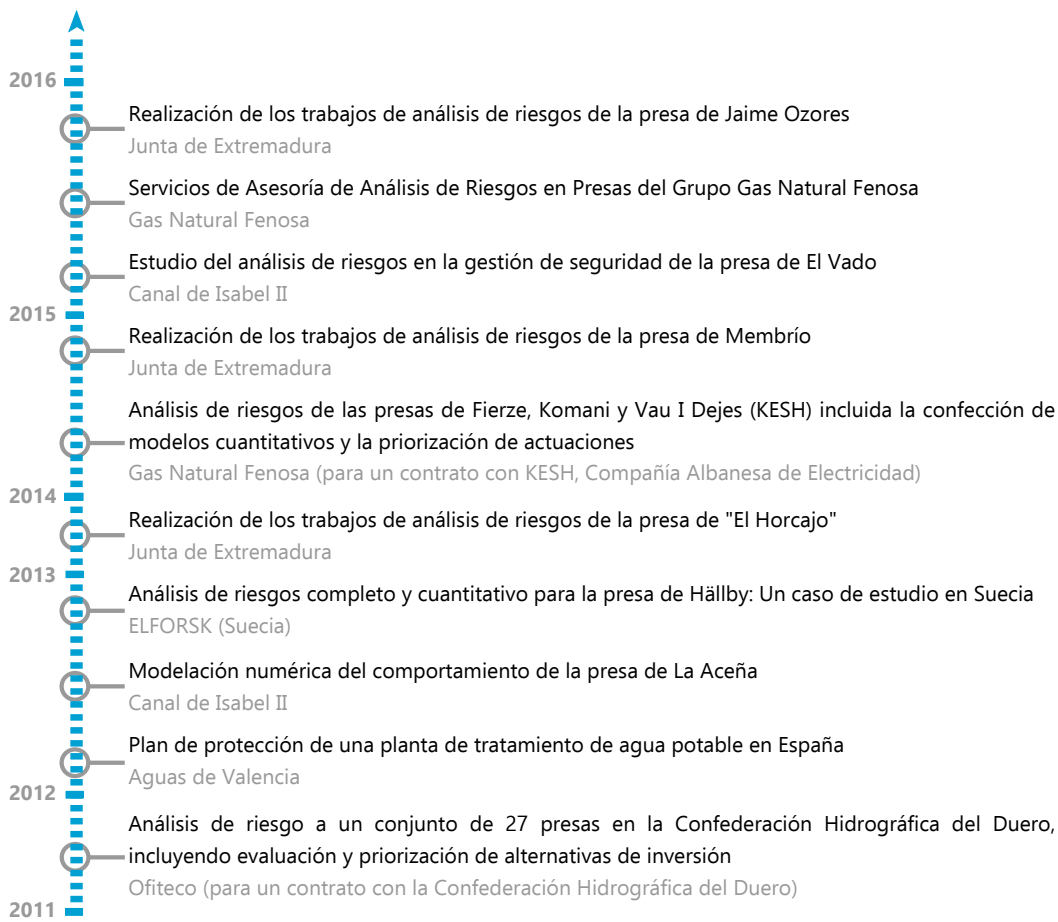 2016
Realización de los trabajos de análisis de riesgos de la presa de Jaime Ozores
Junta de Extremadura
Servicios de Asesoría de Análisis de Riesgos en Presas del Grupo Gas Natural Fenosa
Gas Natural Fenosa
Estudio del análisis de riesgos en la gestión de seguridad de la presa de El Vado
Canal de Isabel II
2015
Realización de los trabajos de análisis de riesgos de la presa de Membrío
Junta de Extremadura
Análisis de riesgos de las presas de Fierze, Komani y Vau I Dejes (KESH) incluida la confección de
modelos cuantitativos y la priorización de actuaciones
Gas Natural Fenosa (para un contrato con KESH, Compañía Albanesa de Electricidad)
2014
Realización de los trabajos de análisis de riesgos de la presa de "El Horcajo"
Junta de Extremadura
2013
Análisis de riesgos completo y cuantitativo para la presa de Hällby: Un caso de estudio en Suecia
ELFORSK (Suecia)
Modelación numérica del comportamiento de la presa de La Aceña
Canal de Isabel II
Plan de protección de una planta de tratamiento de agua potable en España
Aguas de Valencia
2012
Análisis de riesgo a un conjunto de 27 presas en la Confederación Hidrográfica del Duero,
incluyendo evaluación y priorización de alternativas de inversión
Ofiteco (para un contrato con la Confederación Hidrográfica del Duero)
2011